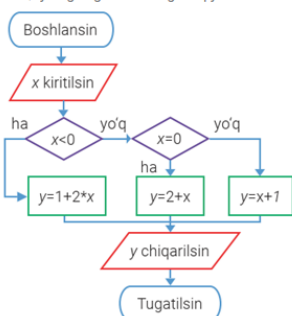 Boshlansin
x kiritilsin
ha
x<0
yo'q
x=0
yo'q
ha
y=1+2*x
y=2+x
y=x+1
y chiqarilsin
Tugatilsin